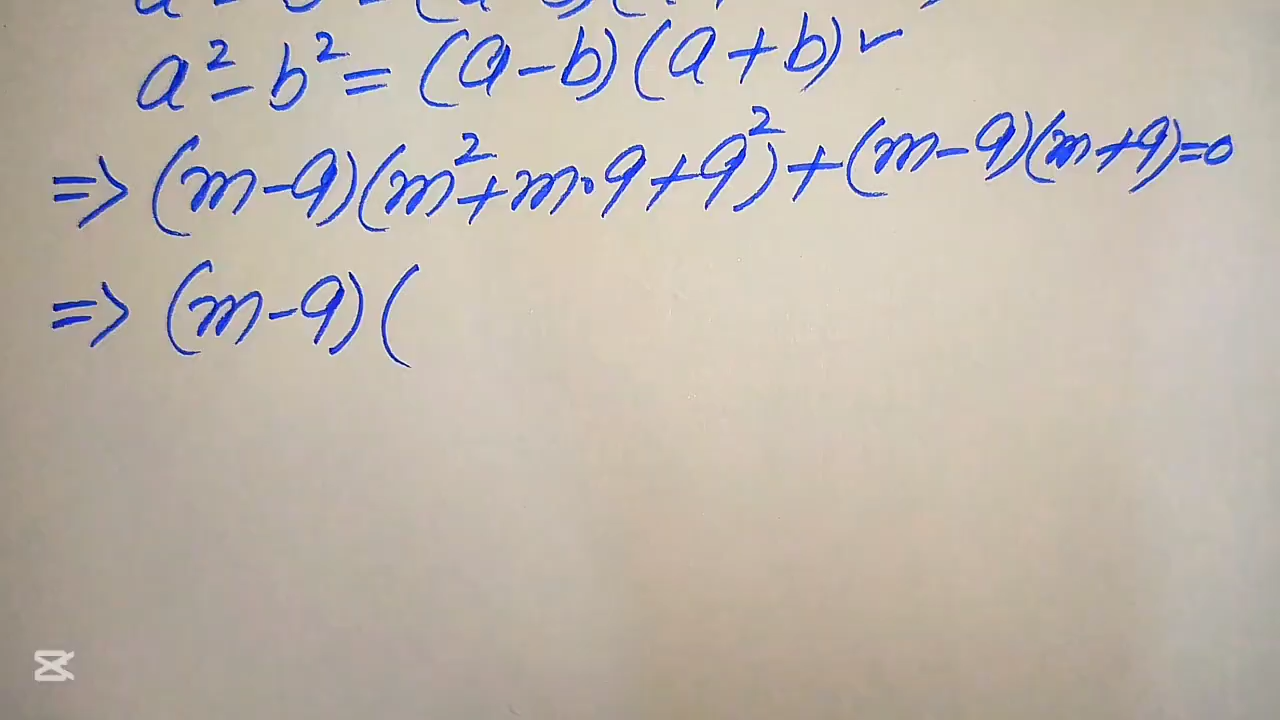 a² - b² = (a - b)(a + b) ✓
=> (m - 9)(m² + m·9 + 9²) + (m - 9)(m + 9) = 0
=> (m - 9)(